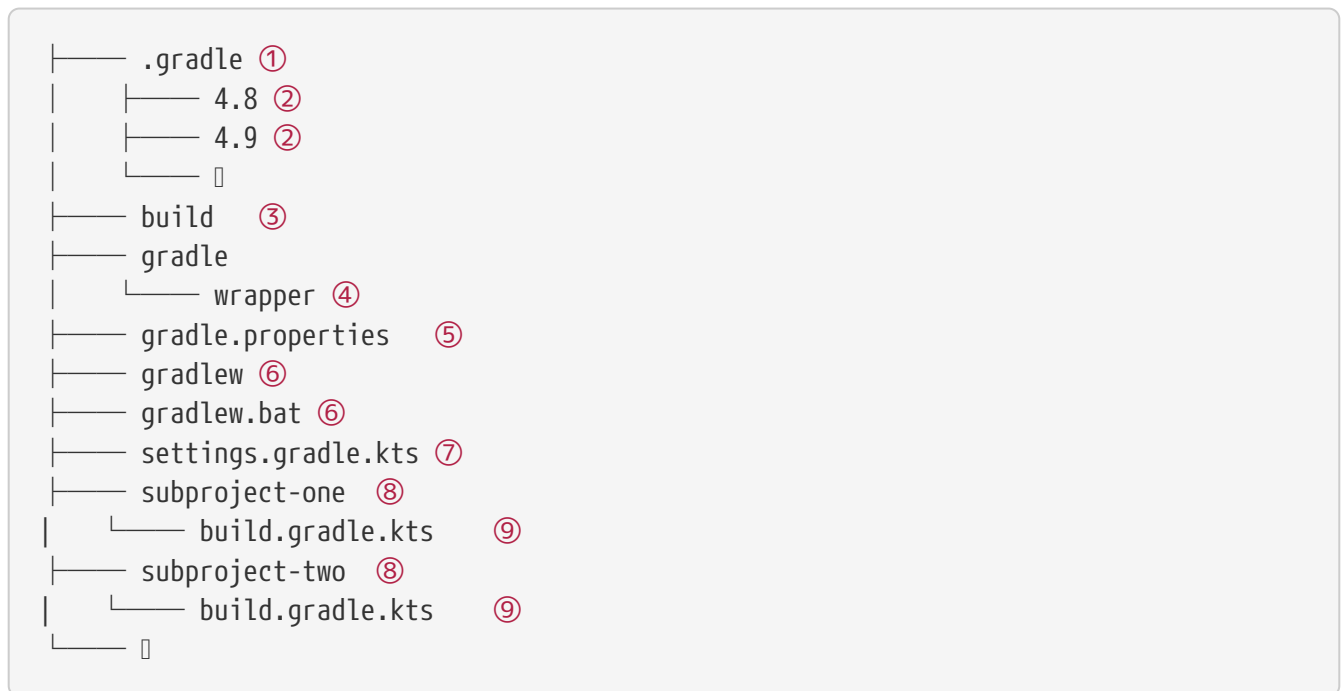 ├── .gradle ①
│   ├── 4.8 ②
│   ├── 4.9 ②
│   └── ▯
├── build ③
├── gradle
│   └── wrapper ④
├── gradle.properties ⑤
├── gradlew ⑥
├── gradlew.bat ⑥
├── settings.gradle.kts ⑦
├── subproject-one ⑧
|   └── build.gradle.kts ⑨
├── subproject-two ⑧
|   └── build.gradle.kts ⑨
└── ▯